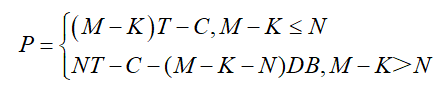 P = { (M − K)T − C, M − K ≤ N
NT − C − (M − K − N)DB, M − K＞N